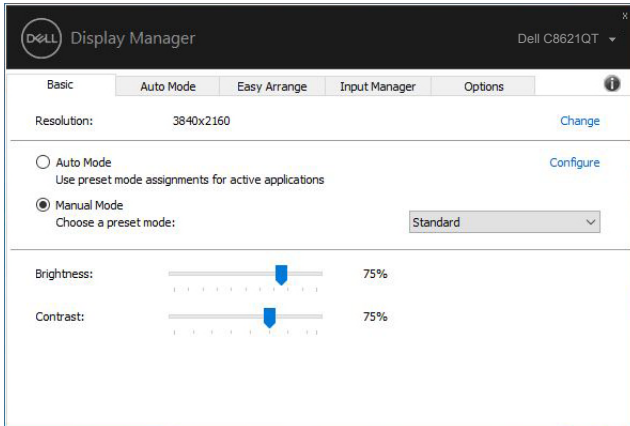 x
DELL Display Manager Dell C8621QT
Basic Auto Mode Easy Arrange Input Manager Options i
Resolution: 3840x2160 Change
Auto Mode Configure
Use preset mode assignments for active applications
Manual Mode
Choose a preset mode: Standard
Brightness: 75%
Contrast: 75%